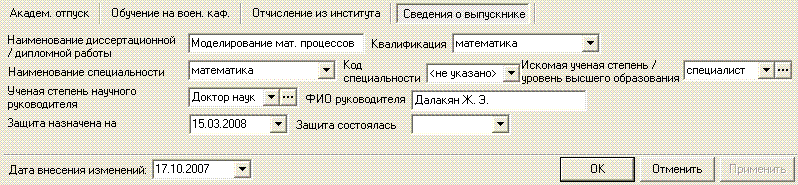 Академ. отпуск Обучение на воен. каф. Отчисление из института Сведения о выпускнике
Наименование диссертационной / дипломной работы Моделирование мат. процессов Квалификация математика
Наименование специальности математика Код специальности <не указано> Искомая ученая степень / уровень высшего образования специалист
Ученая степень научного руководителя Доктор наук ФИО руководителя Далакян Ж. Э.
Защита назначена на 15.03.2008 Защита состоялась
Дата внесения изменений: 17.10.2007 ОК Отменить Применить